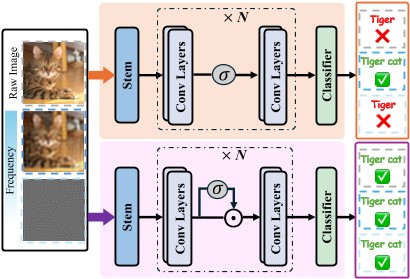 Raw Image
Frequency
Stem
× N
Conv Layers
σ
Conv Layers
Classifier
Tiger
Tiger cat
Tiger
Stem
× N
Conv Layers
σ
Conv Layers
Classifier
Tiger cat
Tiger cat
Tiger cat